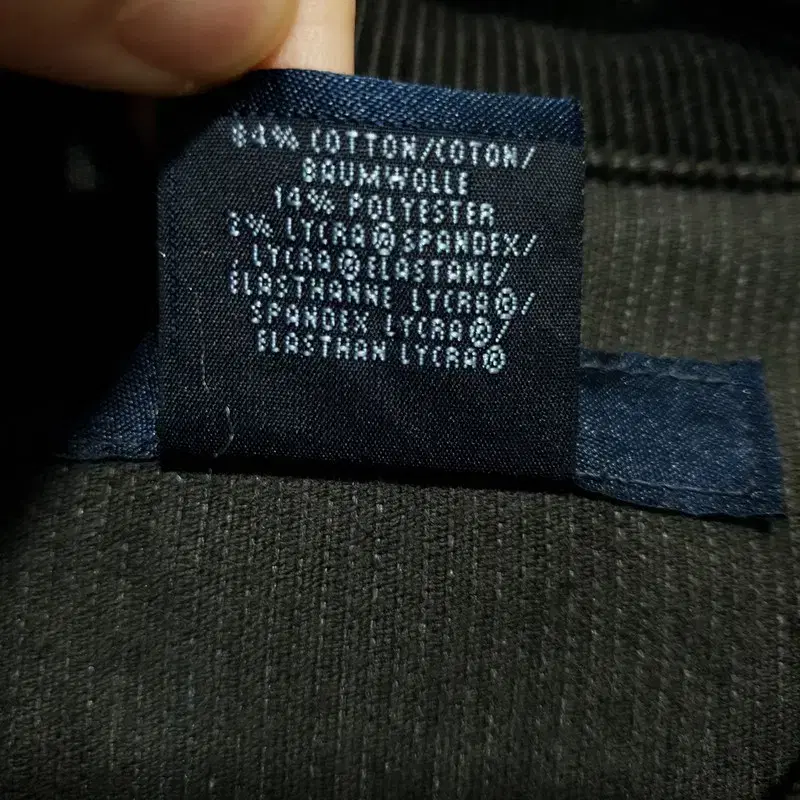 84% COTTON/COTON/
BAUMWOLLE
14% POLYESTER
2% LYCRA® SPANDEX/
LYCRA® ELASTANE/
ELASTHANNE LYCRA®/
SPANDEX LYCRA®/
ELASTHAN LYCRA®